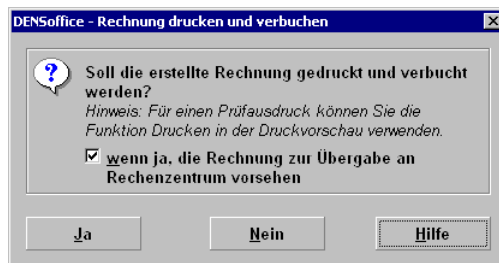 DENSoffice - Rechnung drucken und verbuchen
Soll die erstellte Rechnung gedruckt und verbucht
werden?
Hinweis: Für einen Prüfausdruck können Sie die
Funktion Drucken in der Druckvorschau verwenden.
wenn ja, die Rechnung zur Übergabe an
Rechenzentrum vorsehen
Ja Nein Hilfe